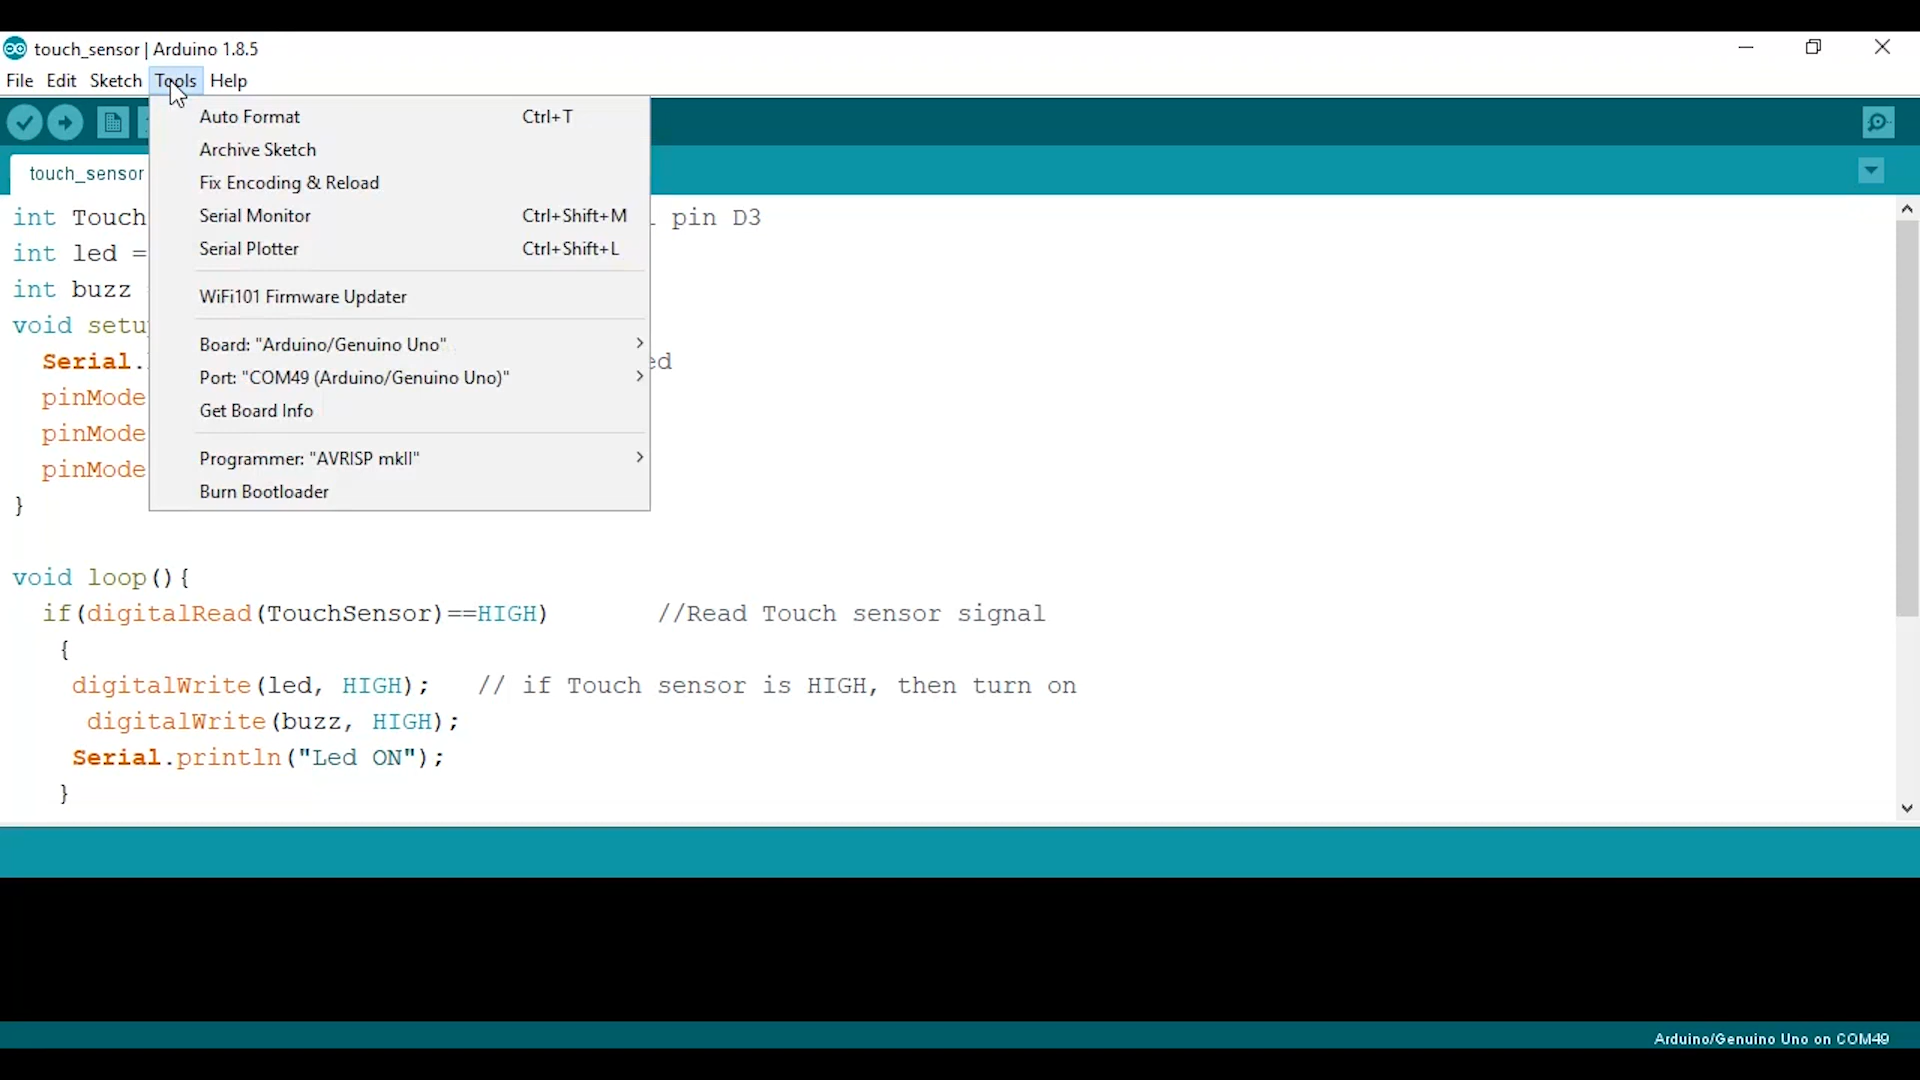 touch_sensor | Arduino 1.8.5
File Edit Sketch Tools Help
Auto Format Ctrl+T
Archive Sketch
Fix Encoding & Reload
Serial Monitor Ctrl+Shift+M
Serial Plotter Ctrl+Shift+L
WiFi101 Firmware Updater
Board: "Arduino/Genuino Uno"
Port: "COM49 (Arduino/Genuino Uno)"
Get Board Info
Programmer: "AVRISP mkII"
Burn Bootloader
touch_sensor
int Touch pin D3
int led =
int buzz
void setu
Serial.
pinMode
pinMode
pinMode
}
void loop(){
if(digitalRead(TouchSensor)==HIGH) //Read Touch sensor signal
{
digitalWrite(led, HIGH); // if Touch sensor is HIGH, then turn on
digitalWrite(buzz, HIGH);
Serial.println("Led ON");
}
Arduino/Genuino Uno on COM49